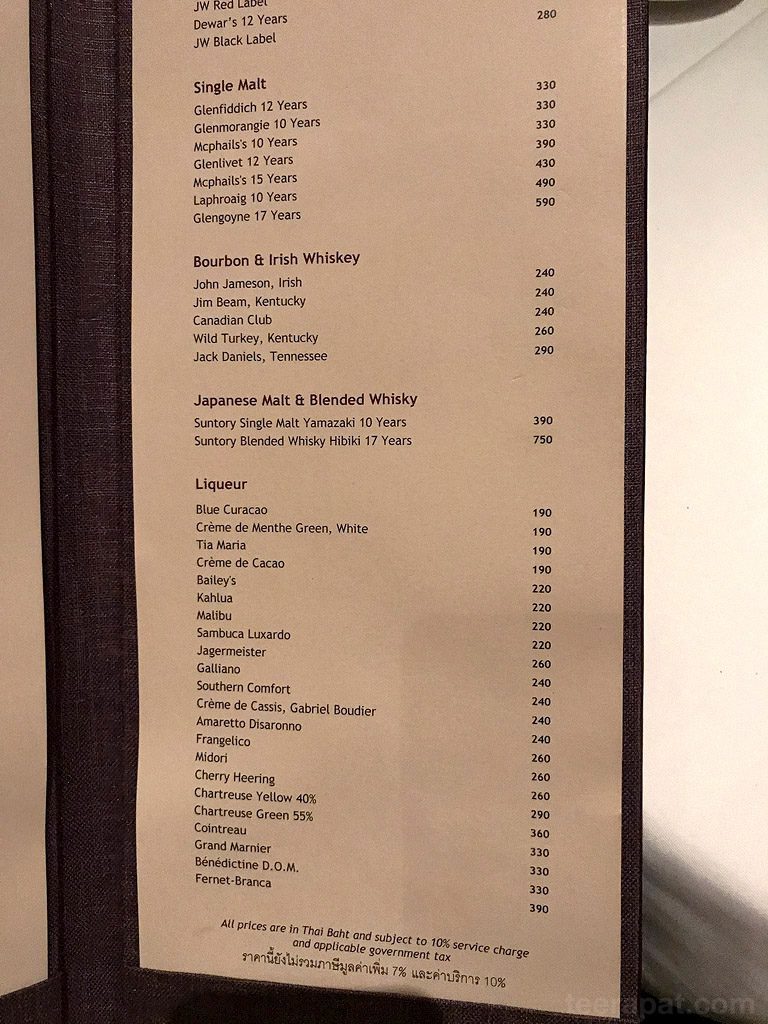 JW Red Label
Dewar's 12 Years
JW Black Label 280
Single Malt
Glenfiddich 12 Years 330
Glenmorangie 10 Years 330
Mcphails's 10 Years 330
Glenlivet 12 Years 390
Mcphails's 15 Years 430
Laphroaig 10 Years 490
Glengoyne 17 Years 590
Bourbon & Irish Whiskey
John Jameson, Irish 240
Jim Beam, Kentucky 240
Canadian Club 240
Wild Turkey, Kentucky 260
Jack Daniels, Tennessee 290
Japanese Malt & Blended Whisky
Suntory Single Malt Yamazaki 10 Years 390
Suntory Blended Whisky Hibiki 17 Years 750
Liqueur
Blue Curacao 190
Crème de Menthe Green, White 190
Tia Maria 190
Crème de Cacao 190
Bailey's 220
Kahlua 220
Malibu 220
Sambuca Luxardo 220
Jagermeister 260
Galliano 240
Southern Comfort 240
Crème de Cassis, Gabriel Boudier 240
Amaretto Disaronno 240
Frangelico 260
Midori 260
Cherry Heering 260
Chartreuse Yellow 40% 290
Chartreuse Green 55% 360
Cointreau 330
Grand Marnier 330
Bénédictine D.O.M. 330
Fernet-Branca 390
All prices are in Thai Baht and subject to 10% service charge
and applicable government tax
ราคานี้ยังไม่รวมภาษีมูลค่าเพิ่ม 7% และค่าบริการ 10%
teerapat.com